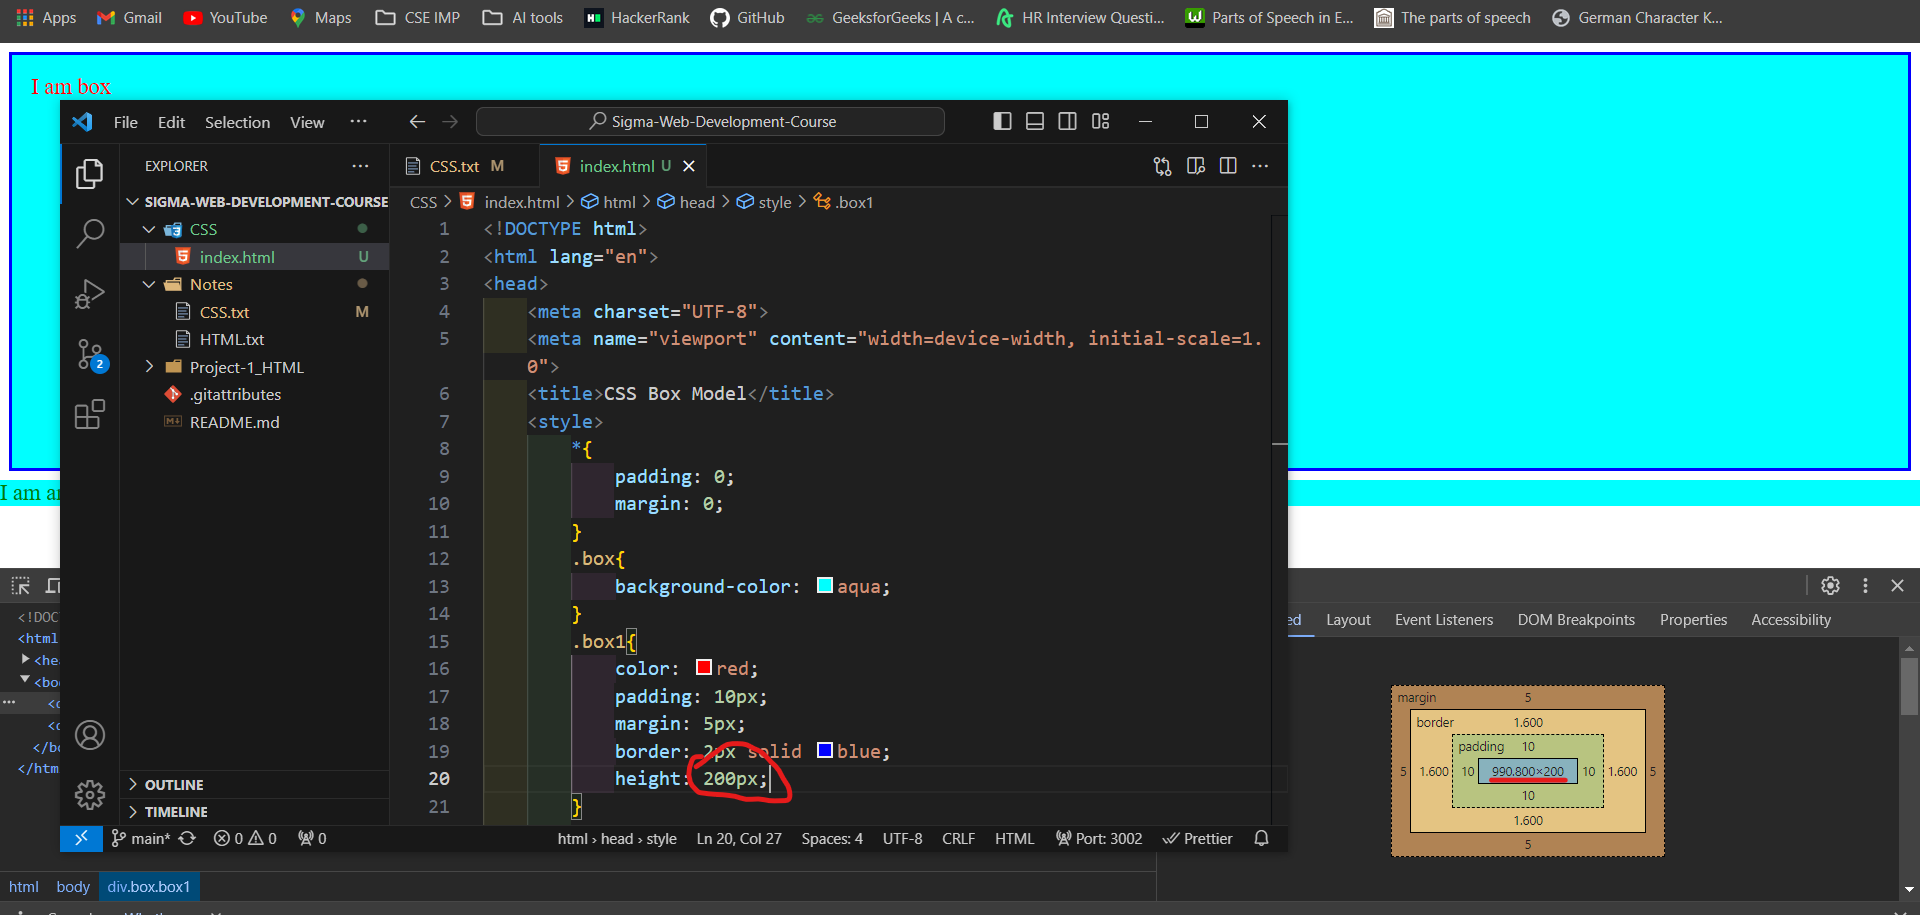 Apps Gmail YouTube Maps CSE IMP AI tools HackerRank GitHub GeeksforGeeks | A c... HR Interview Questi... Parts of Speech in E... The parts of speech German Character K...
I am box
File Edit Selection View ··· Sigma-Web-Development-Course
EXPLORER ···
CSS.txt M index.html U
SIGMA-WEB-DEVELOPMENT-COURSE
CSS
index.html U
Notes
CSS.txt M
HTML.txt
Project-1_HTML
.gitattributes
README.md
OUTLINE
TIMELINE
CSS > index.html > html > head > style > .box1
1 <!DOCTYPE html>
2 <html lang="en">
3 <head>
4 <meta charset="UTF-8">
5 <meta name="viewport" content="width=device-width, initial-scale=1.
0">
6 <title>CSS Box Model</title>
7 <style>
8 *{
9 padding: 0;
10 margin: 0;
11 }
12 .box{
13 background-color: aqua;
14 }
15 .box1{
16 color: red;
17 padding: 10px;
18 margin: 5px;
19 border: 2px solid blue;
20 height: 200px;
21 }
2
main* 0 0 0 html › head › style Ln 20, Col 27 Spaces: 4 UTF-8 CRLF HTML Port: 3002 Prettier
I am
<!DOC
<html
<hea
<bo
</bo
</htm
html body div.box.box1
Layout Event Listeners DOM Breakpoints Properties Accessibility
margin 5
border 1.600
padding 10
5 1.600 10 990.800×200 10 1.600 5
10
1.600
5